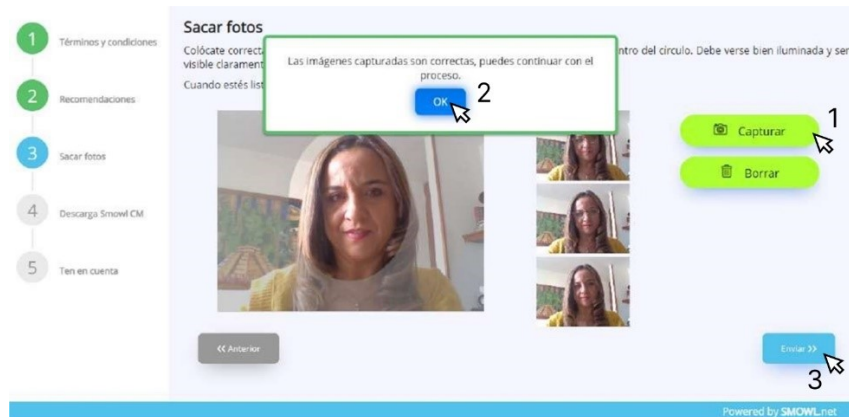 Sacar fotos
1 Términos y condiciones
Colócate correct ntro del círculo. Debe verse bien iluminada y ser
visible clarament
Las imágenes capturadas son correctas, puedes continuar con el
proceso.
Cuando estés list
OK
2
2 Recomendaciones
1
Capturar
3 Sacar fotos
Borrar
4 Descarga Smowl CM
5 Ten en cuenta
<< Anterior
Enviar >>
3
Powered by SMOWL.net